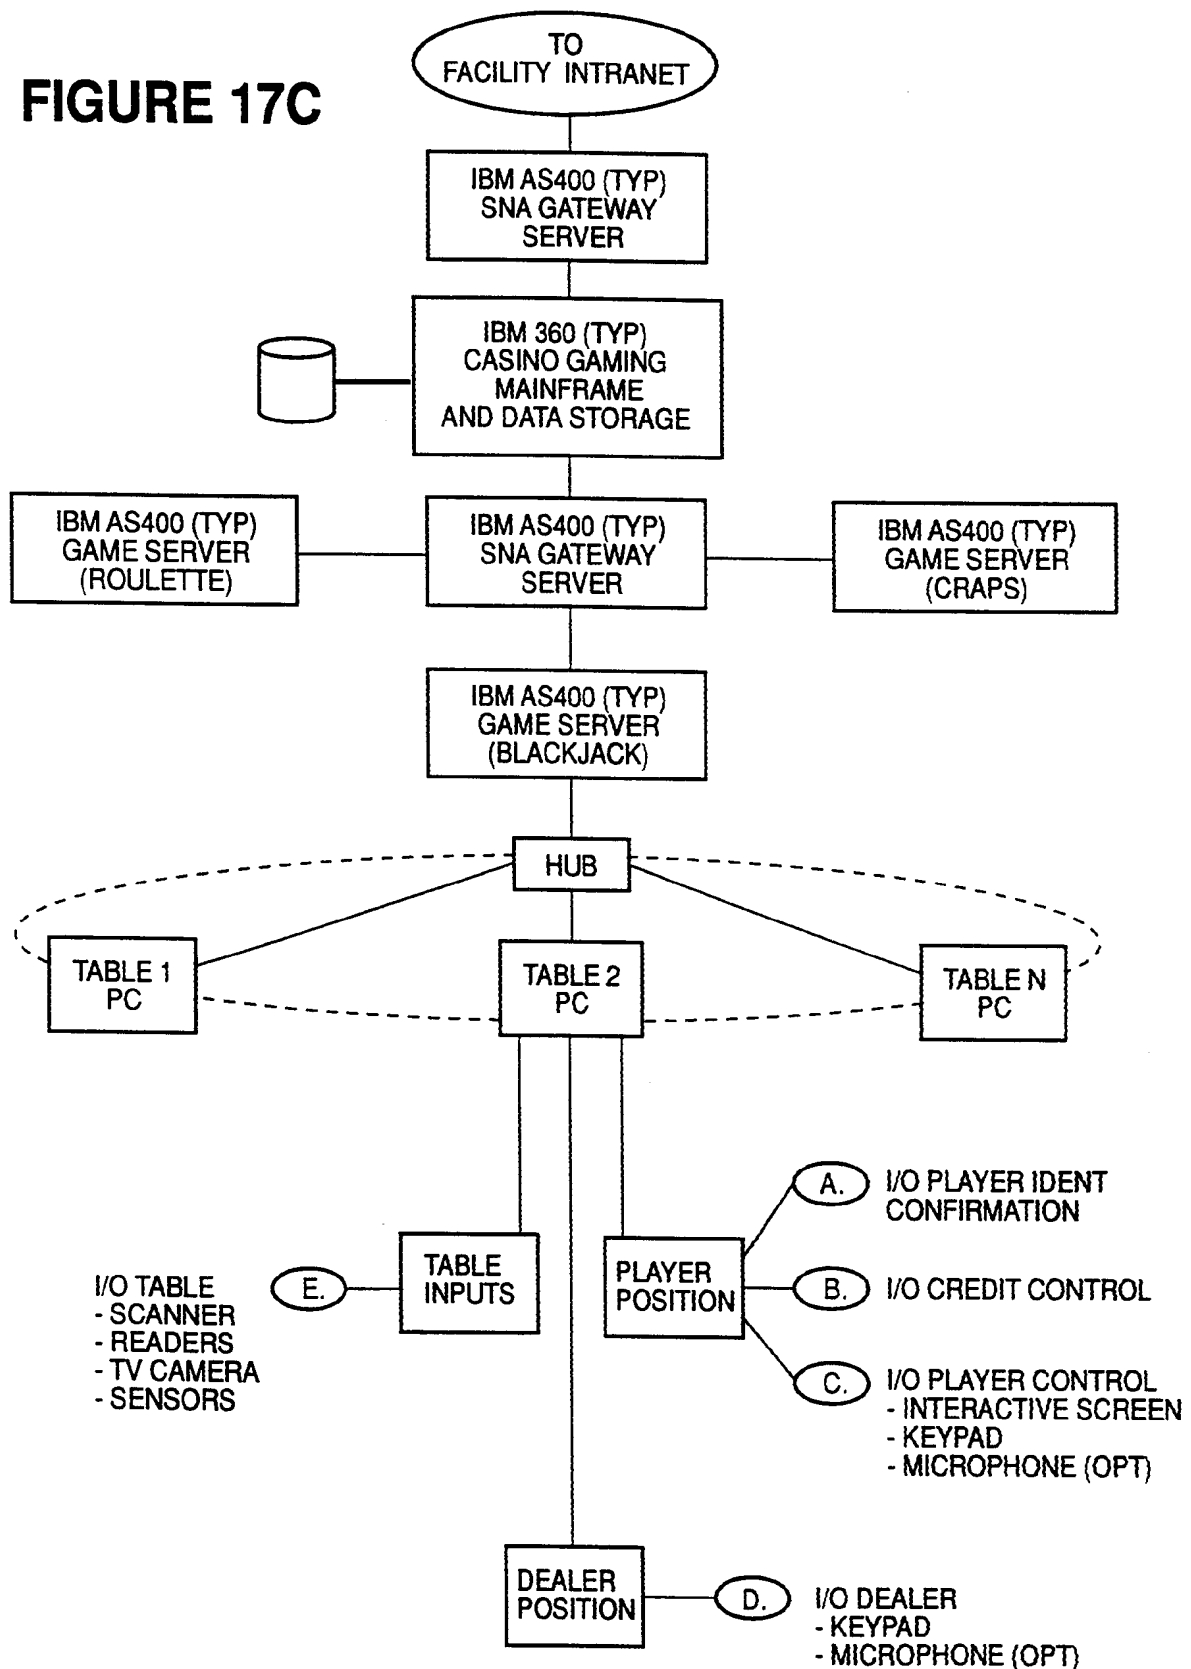 TO
FACILITY INTRANET
FIGURE 17C
IBM AS400 (TYP)
SNA GATEWAY
SERVER
IBM 360 (TYP)
CASINO GAMING
MAINFRAME
AND DATA STORAGE
IBM AS400 (TYP)
GAME SERVER
(ROULETTE)
IBM AS400 (TYP)
SNA GATEWAY
SERVER
IBM AS400 (TYP)
GAME SERVER
(CRAPS)
IBM AS400 (TYP)
GAME SERVER
(BLACKJACK)
HUB
TABLE 1
PC
TABLE 2
PC
TABLE N
PC
A.
I/O PLAYER IDENT
CONFIRMATION
I/O TABLE
- SCANNER
- READERS
- TV CAMERA
- SENSORS
E.
TABLE
INPUTS
PLAYER
POSITION
B.
I/O CREDIT CONTROL
C.
I/O PLAYER CONTROL
- INTERACTIVE SCREEN
- KEYPAD
- MICROPHONE (OPT)
DEALER
POSITION
D.
I/O DEALER
- KEYPAD
- MICROPHONE (OPT)